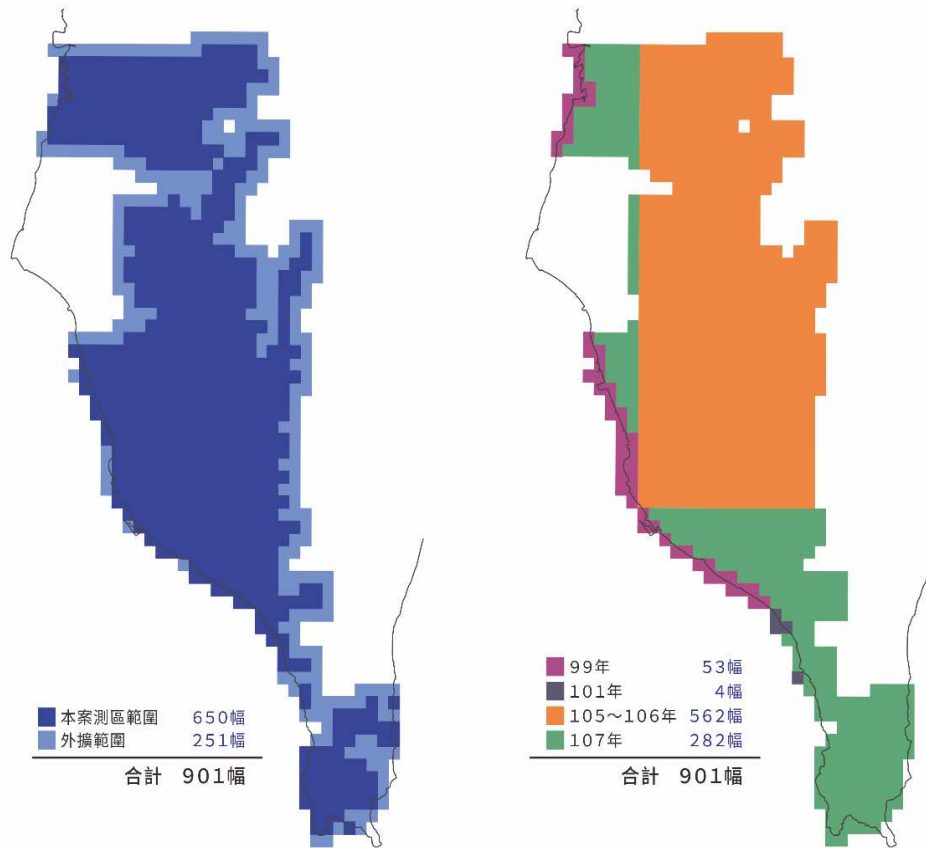 本案測區範圍 650幅
外擴範圍 251幅
合計 901幅
99年 53幅
101年 4幅
105~106年 562幅
107年 282幅
合計 901幅